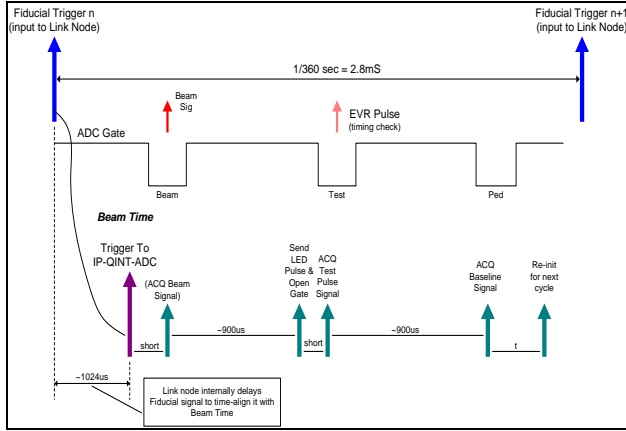 Fiducial Trigger n
(input to Link Node)
Fiducial Trigger n+1
(input to Link Node)
1/360 sec = 2.8mS
Beam
Sig
EVR Pulse
(timing check)
ADC Gate
Beam
Test
Ped
Beam Time
Trigger To
IP-QINT-ADC
(ACQ Beam
Signal)
Send
LED
Pulse &
Open
Gate
ACQ
Test
Pulse
Signal
ACQ
Baseline
Signal
Re-init
for next
cycle
short
~900us
short
~900us
t
~1024us
Link node internally delays
Fiducial signal to time-align it with
Beam Time